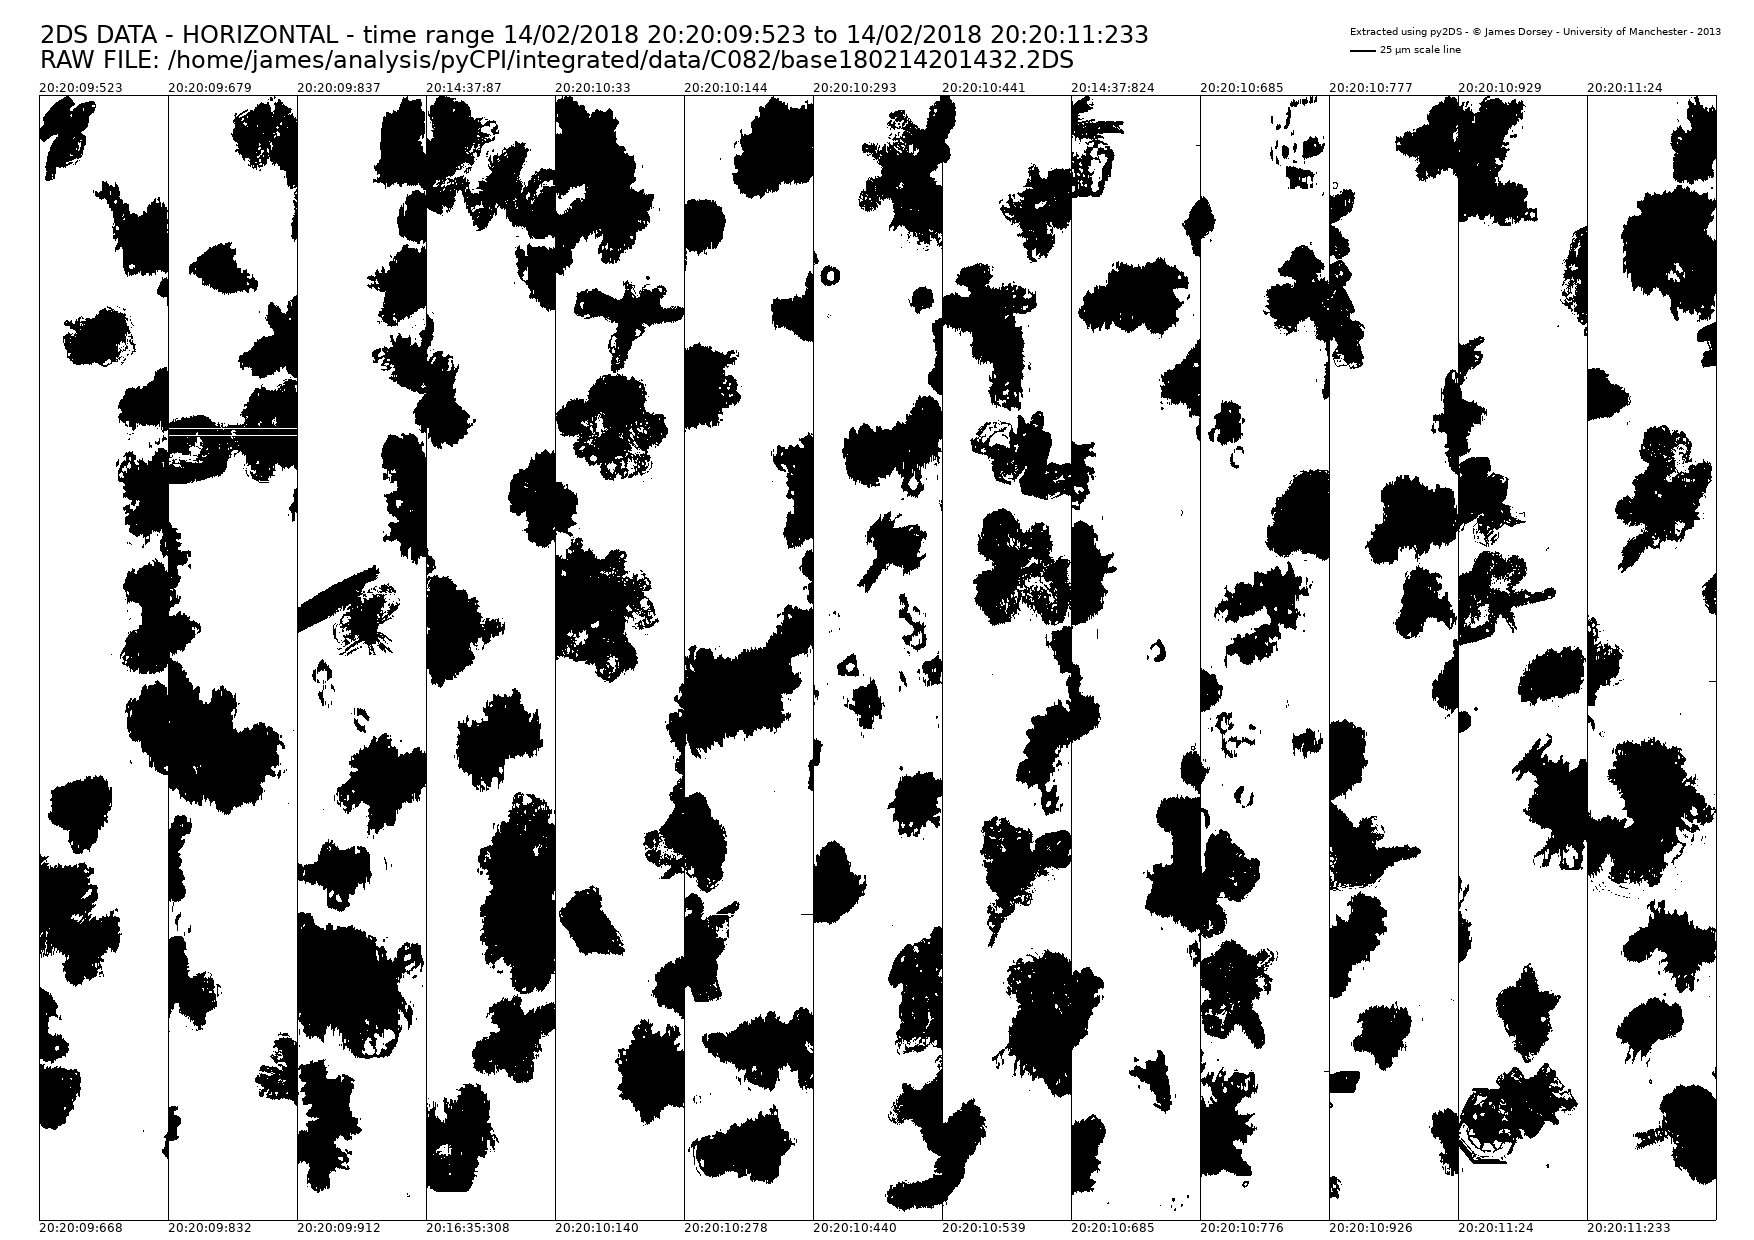 2DS DATA - HORIZONTAL - time range 14/02/2018 20:20:09:523 to 14/02/2018 20:20:11:233
RAW FILE: /home/james/analysis/pyCPI/integrated/data/C082/base180214201432.2DS
Extracted using py2DS - © James Dorsey - University of Manchester - 2013
25 µm scale line
20:20:09:523 20:20:09:679 20:20:09:837 20:14:37:87 20:20:10:33 20:20:10:144 20:20:10:293 20:20:10:441 20:14:37:824 20:20:10:685 20:20:10:777 20:20:10:929 20:20:11:24
20:20:09:668 20:20:09:832 20:20:09:912 20:16:35:308 20:20:10:140 20:20:10:278 20:20:10:440 20:20:10:539 20:20:10:685 20:20:10:776 20:20:10:926 20:20:11:24 20:20:11:233